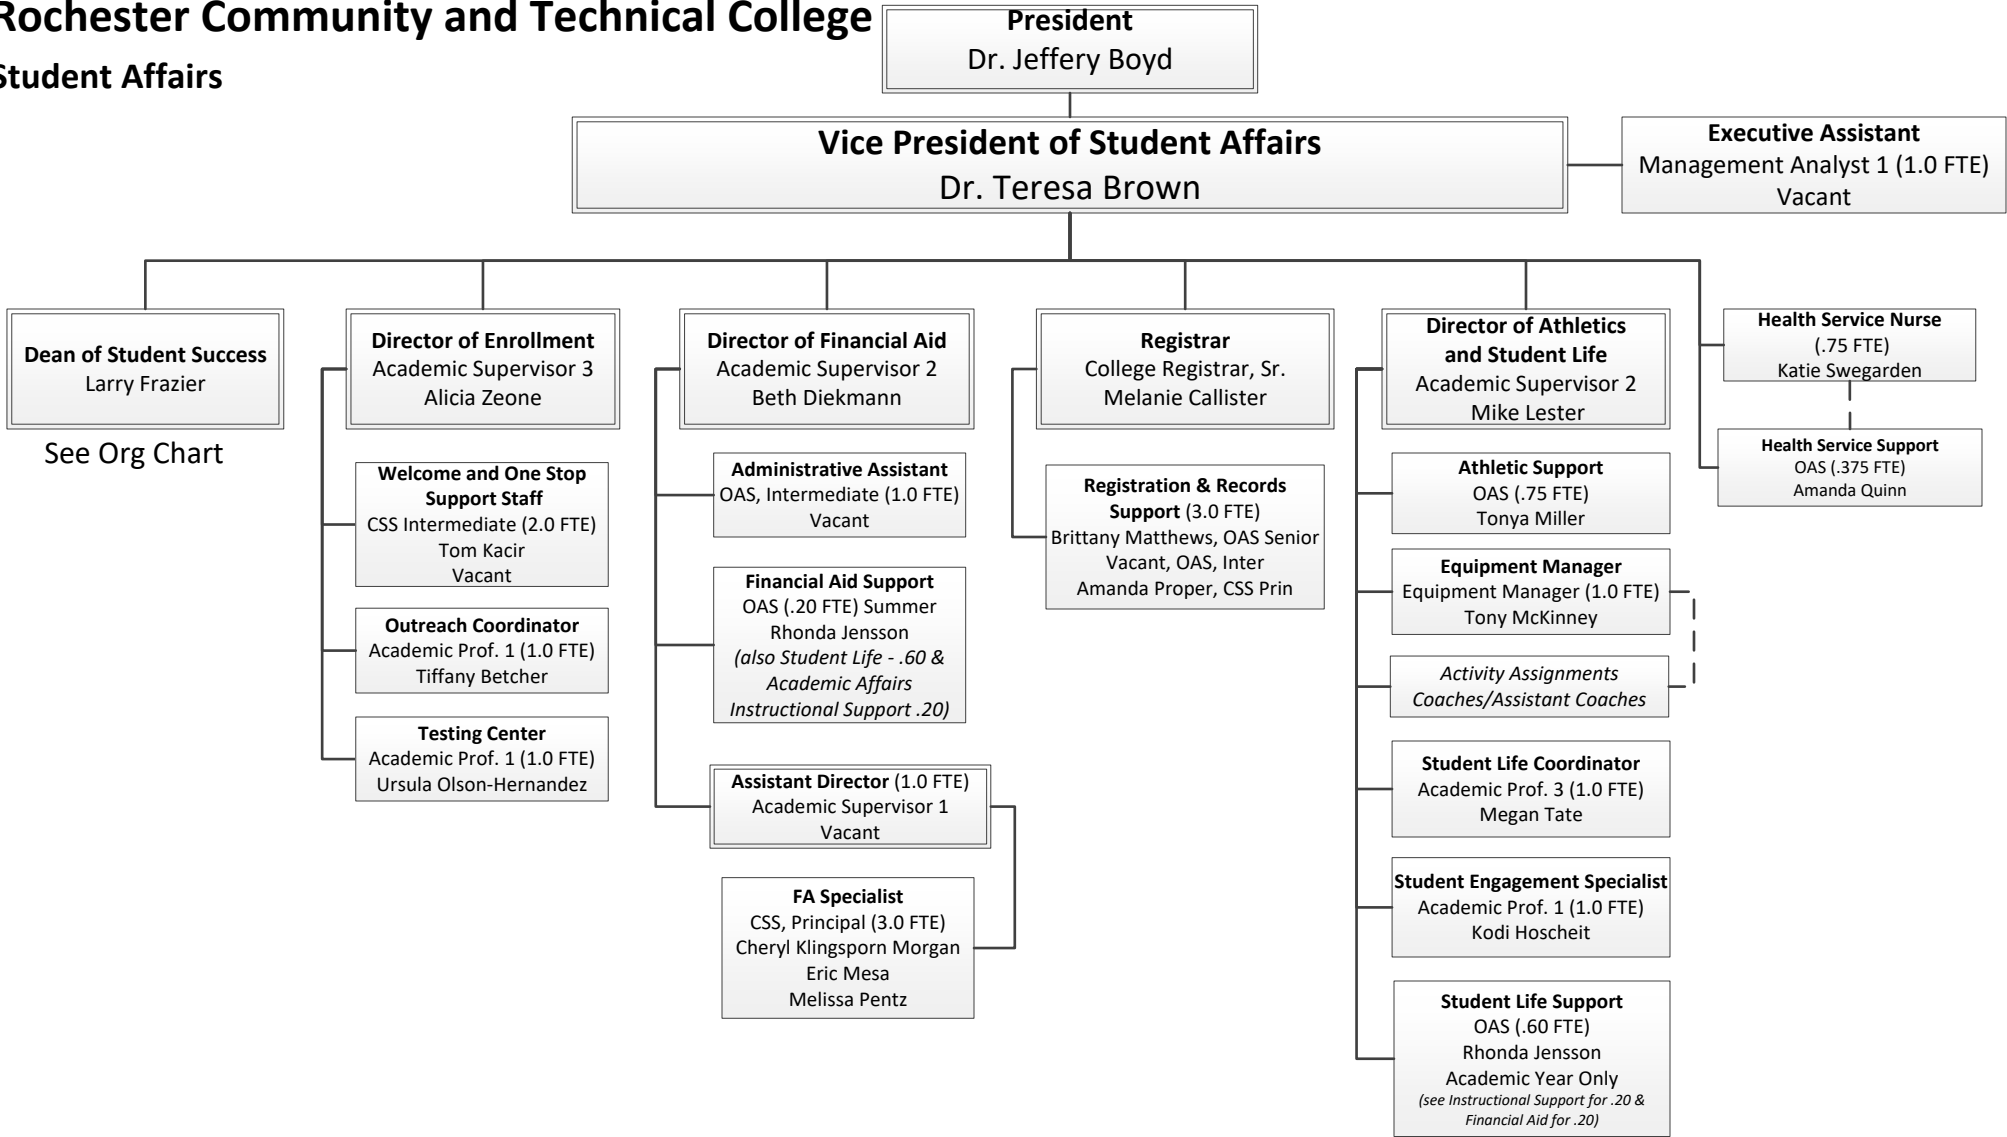 Rochester Community and Technical College
Student Affairs
President
Dr. Jeffery Boyd
Vice President of Student Affairs
Dr. Teresa Brown
Executive Assistant
Management Analyst 1 (1.0 FTE)
Vacant
Dean of Student Success
Larry Frazier
See Org Chart
Director of Enrollment
Academic Supervisor 3
Alicia Zeone
Welcome and One Stop
Support Staff
CSS Intermediate (2.0 FTE)
Tom Kacir
Vacant
Outreach Coordinator
Academic Prof. 1 (1.0 FTE)
Tiffany Betcher
Testing Center
Academic Prof. 1 (1.0 FTE)
Ursula Olson-Hernandez
Director of Financial Aid
Academic Supervisor 2
Beth Diekmann
Administrative Assistant
OAS, Intermediate (1.0 FTE)
Vacant
Financial Aid Support
OAS (.20 FTE) Summer
Rhonda Jensson
(also Student Life - .60 &
Academic Affairs
Instructional Support .20)
Assistant Director (1.0 FTE)
Academic Supervisor 1
Vacant
FA Specialist
CSS, Principal (3.0 FTE)
Cheryl Klingsporn Morgan
Eric Mesa
Melissa Pentz
Registrar
College Registrar, Sr.
Melanie Callister
Registration & Records
Support (3.0 FTE)
Brittany Matthews, OAS Senior
Vacant, OAS, Inter
Amanda Proper, CSS Prin
Director of Athletics
and Student Life
Academic Supervisor 2
Mike Lester
Athletic Support
OAS (.75 FTE)
Tonya Miller
Equipment Manager
Equipment Manager (1.0 FTE)
Tony McKinney
Activity Assignments
Coaches/Assistant Coaches
Student Life Coordinator
Academic Prof. 3 (1.0 FTE)
Megan Tate
Student Engagement Specialist
Academic Prof. 1 (1.0 FTE)
Kodi Hoscheit
Student Life Support
OAS (.60 FTE)
Rhonda Jensson
Academic Year Only
(see Instructional Support for .20 &
Financial Aid for .20)
Health Service Nurse
(.75 FTE)
Katie Swegarden
Health Service Support
OAS (.375 FTE)
Amanda Quinn